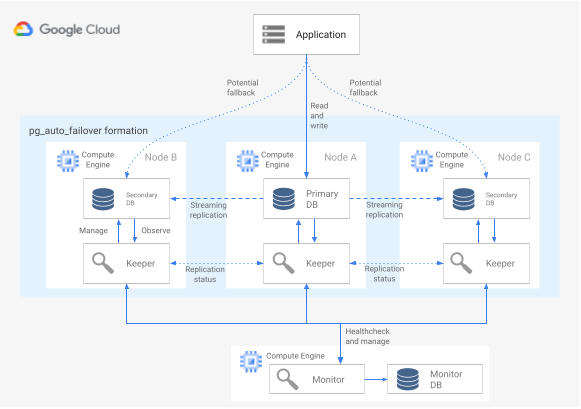 Google Cloud
Application
Potential
fallback
Potential
fallback
Read
and
write
pg_auto_failover formation
Compute
Engine
Node B
Compute
Engine
Node A
Compute
Engine
Node C
Secondary
DB
Streaming
replication
Primary
DB
Streaming
replication
Secondary
DB
Manage
Observe
Keeper
Replication
status
Keeper
Replication
status
Keeper
Healthcheck
and manage
Compute Engine
Monitor
Monitor
DB